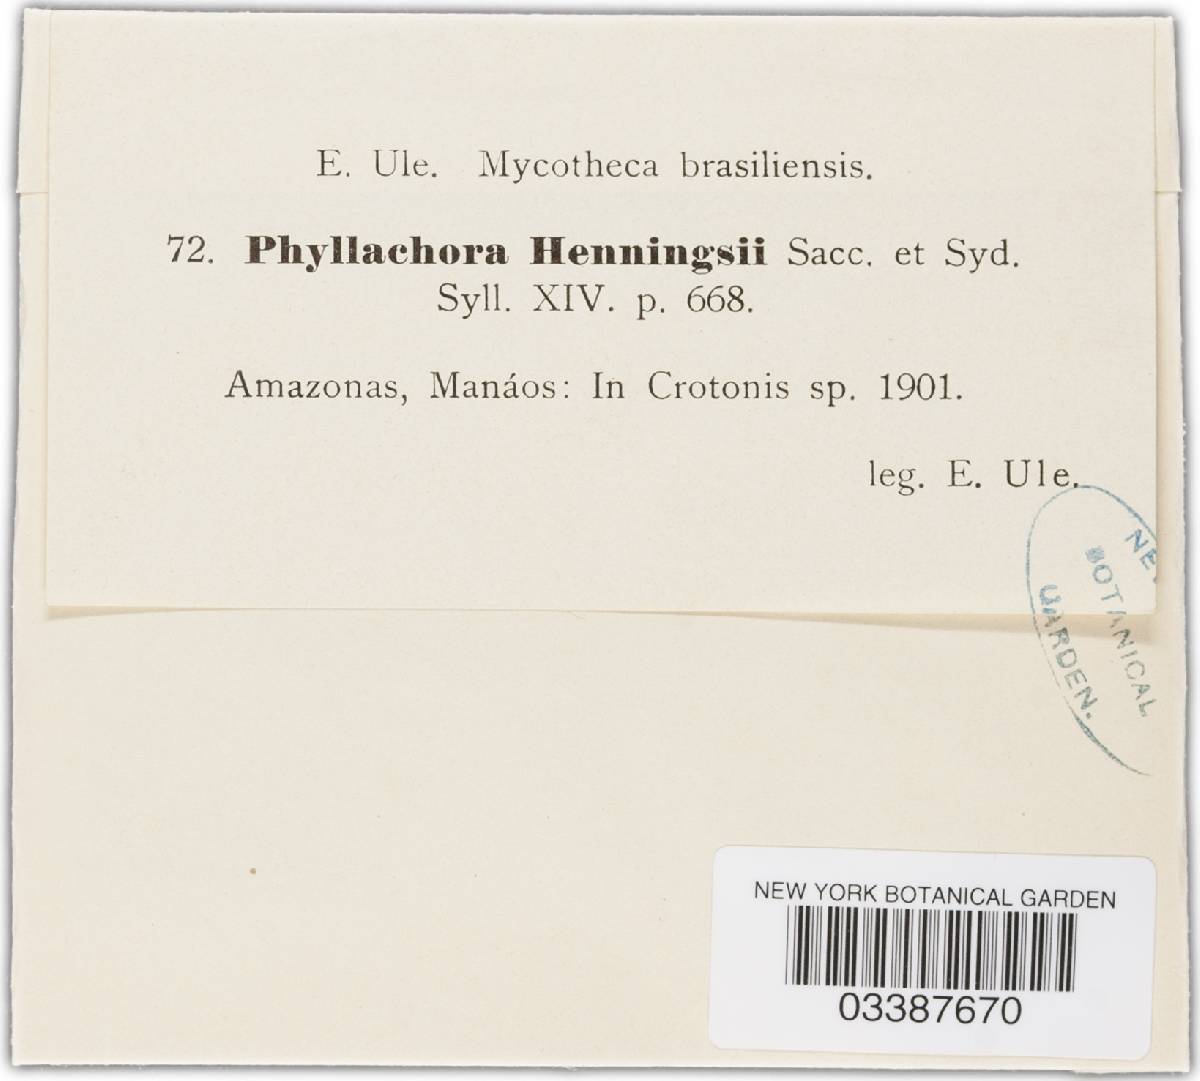 E. Ule. Mycotheca brasiliensis.
72. Phyllachora Henningsii Sacc. et Syd.
Syll. XIV. p. 668.
Amazonas, Manáos: In Crotonis sp. 1901.
leg. E. Ule.
BOTANICAL
GARDEN.
NEW YORK BOTANICAL GARDEN
03387670